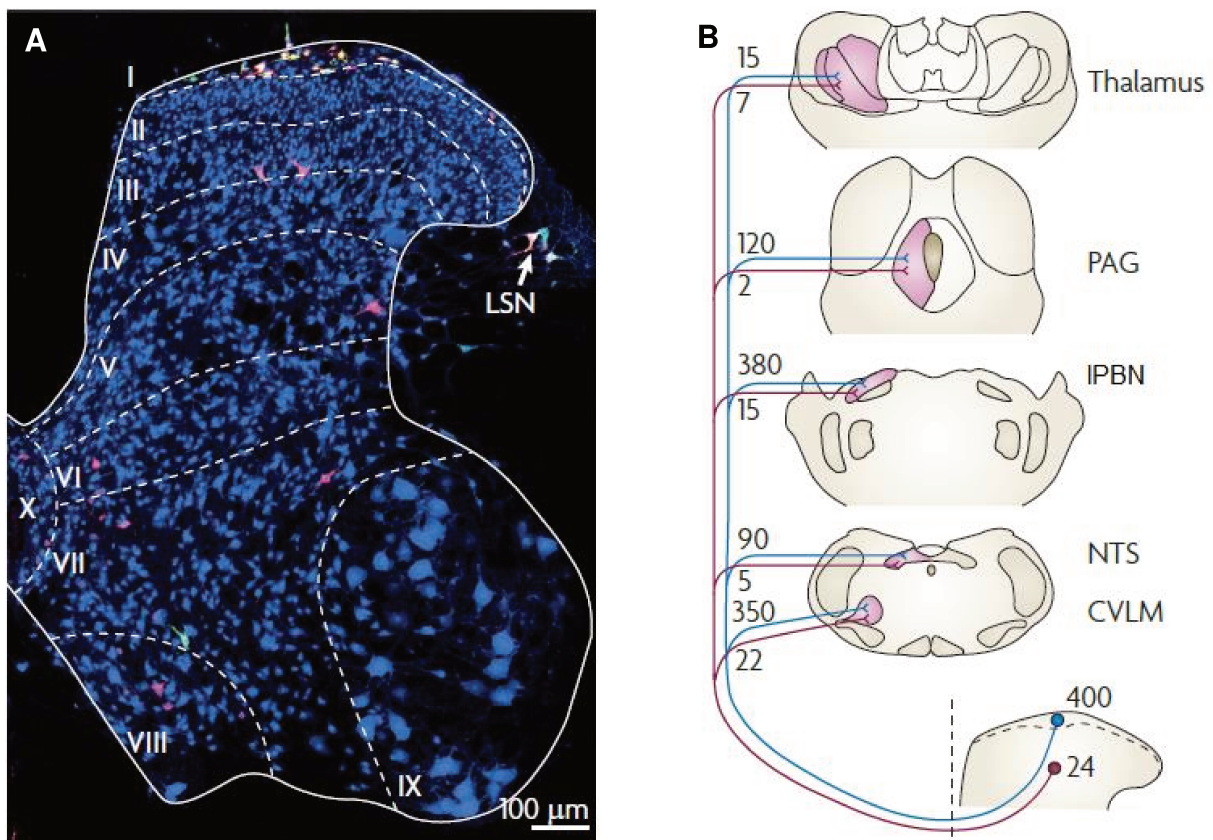 A
I
II
III
IV
V
VI
X
VII
VIII
IX
LSN
100 µm
B
15
7
Thalamus
120
2
PAG
380
15
lPBN
90
5
NTS
350
22
CVLM
400
24